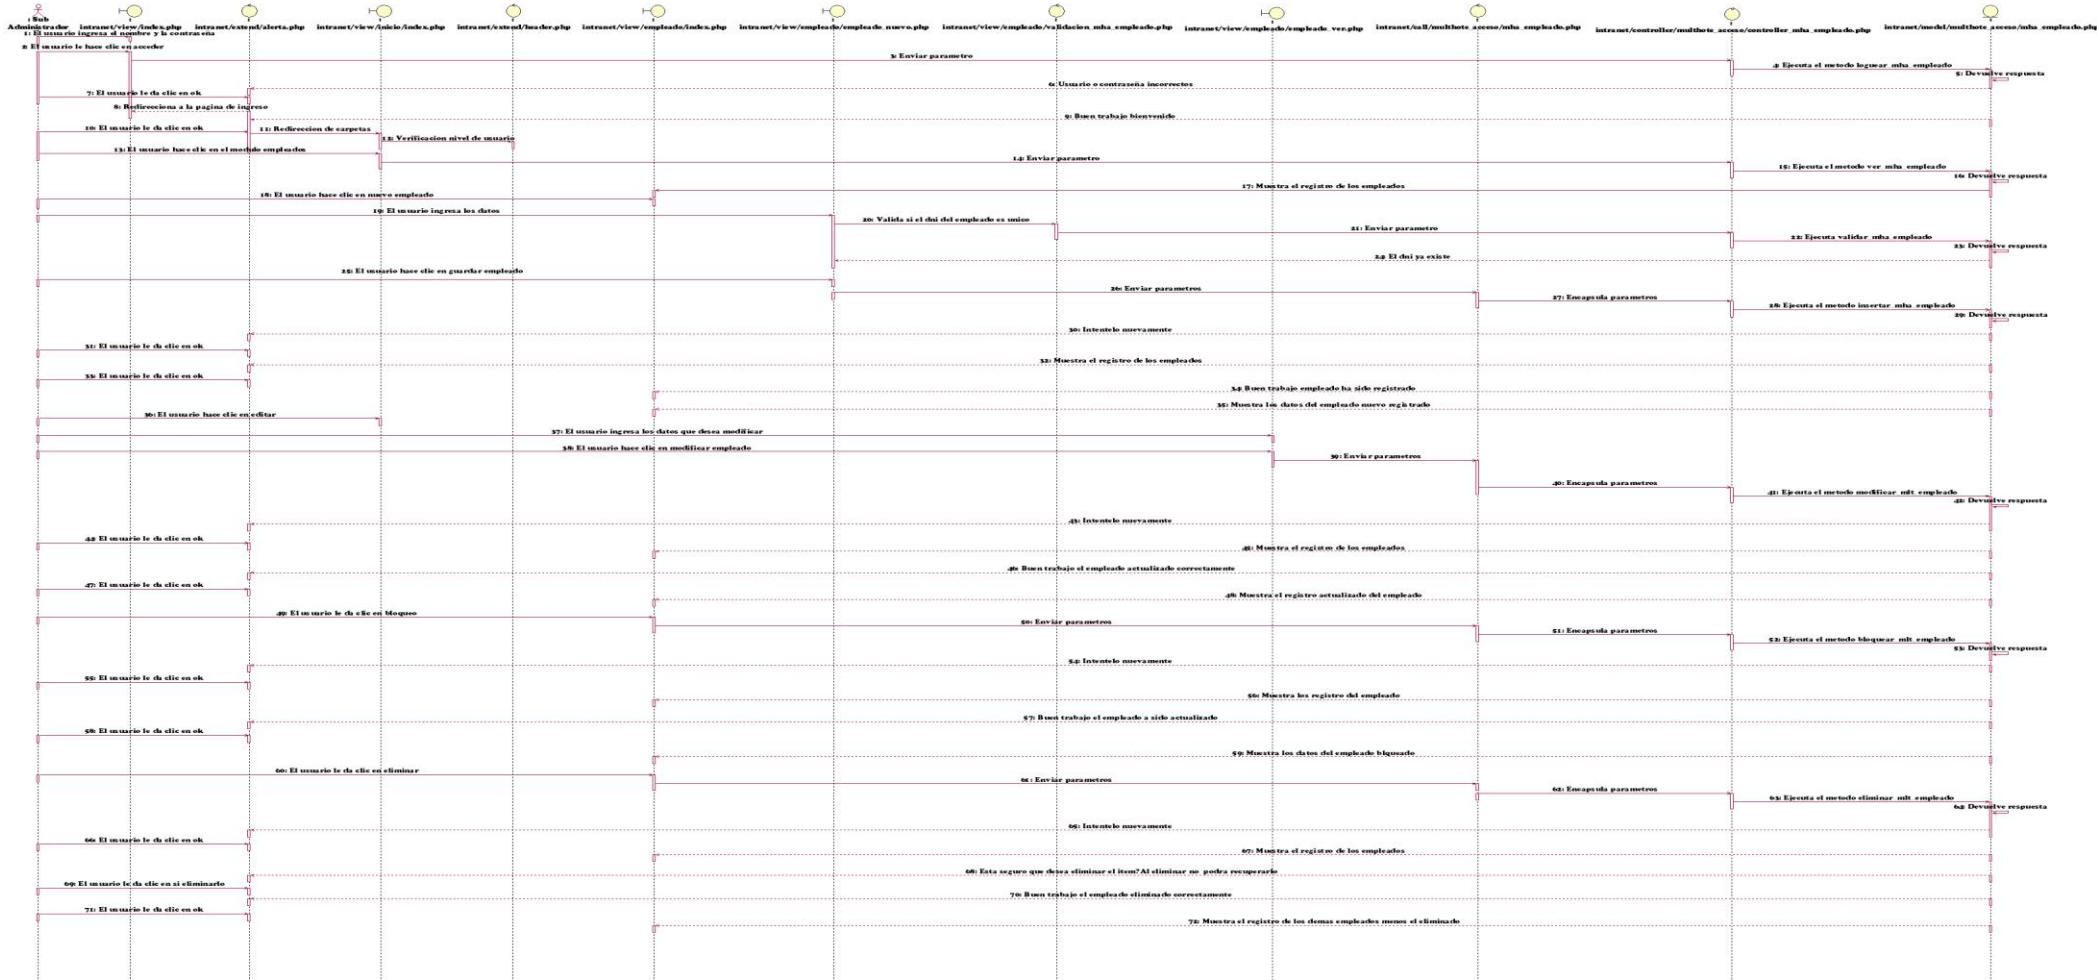 : Sub
Administrador
intranet/view/index.php
intranet/extend/alerta.php
intranet/view/inicio/index.php
intranet/extend/header.php
intranet/view/empleado/index.php
intranet/view/empleado/empleado_nuevo.php
intranet/view/empleado/validacion_mha_empleado.php
intranet/view/empleado/empleado_ver.php
intranet/call/multhote_acceso/mha_empleado.php
intranet/controller/multhote_acceso/controller_mha_empleado.php
intranet/model/multhote_acceso/mha_empleado.php
1: El usuario ingresa el nombre y la contraseña
2: El usuario le hace clic en acceder
3: Enviar parametro
4: Ejecuta el metodo loguear_mha_empleado
5: Devuelve respuesta
6: Usuario o contraseña incorrectos
7: El usuario le da clic en ok
8: Redirecciona a la pagina de ingreso
9: Buen trabajo bienvenido
10: El usuario le da clic en ok
11: Redireccion de carpetas
12: Verificacion nivel de usuario
13: El usuario hace clic en el modulo empleados
14: Enviar parametro
15: Ejecuta el metodo ver_mha_empleado
16: Devuelve respuesta
17: Muestra el registro de los empleados
18: El usuario hace clic en nuevo empleado
19: El usuario ingresa los datos
20: Valida si el dni del empleado es unico
21: Enviar parametro
22: Ejecuta validar_mha_empleado
23: Devuelve respuesta
24: El dni ya existe
25: El usuario hace clic en guardar empleado
26: Enviar parametros
27: Encapsula parametros
28: Ejecuta el metodo insertar_mha_empleado
29: Devuelve respuesta
30: Intentelo nuevamente
31: El usuario le da clic en ok
32: Muestra el registro de los empleados
33: El usuario le da clic en ok
34: Buen trabajo empleado ha sido registrado
35: Muestra los datos del empleado nuevo registrado
36: El usuario hace clic en editar
37: El usuario ingresa los datos que desea modificar
38: El usuario hace clic en modificar empleado
39: Enviar parametros
40: Encapsula parametros
41: Ejecuta el metodo modificar_mlt_empleado
42: Devuelve respuesta
43: Intentelo nuevamente
44: El usuario le da clic en ok
45: Muestra el registro de los empleados
46: Buen trabajo el empleado actualizado correctamente
47: El usuario le da clic en ok
48: Muestra el registro actualizado del empleado
49: El usuario le da clic en bloqueo
50: Enviar parametros
51: Encapsula parametros
52: Ejecuta el metodo bloquear_mlt_empleado
53: Devuelve respuesta
54: Intentelo nuevamente
55: El usuario le da clic en ok
56: Muestra los registro del empleado
57: Buen trabajo el empleado a sido actualizado
58: El usuario le da clic en ok
59: Muestra los datos del empleado blqueado
60: El usuario le da clic en eliminar
61: Enviar parametros
62: Encapsula parametros
63: Ejecuta el metodo eliminar_mlt_empleado
64: Devuelve respuesta
65: Intentelo nuevamente
66: El usuario le da clic en ok
67: Muestra el registro de los empleados
68: Esta seguro que desea eliminar el item? Al eliminar no podra recuperarlo
69: El usuario le da clic en si eliminarlo
70: Buen trabajo el empleado eliminado correctamente
71: El usuario le da clic en ok
72: Muestra el registro de los demas empleados menos el eliminado